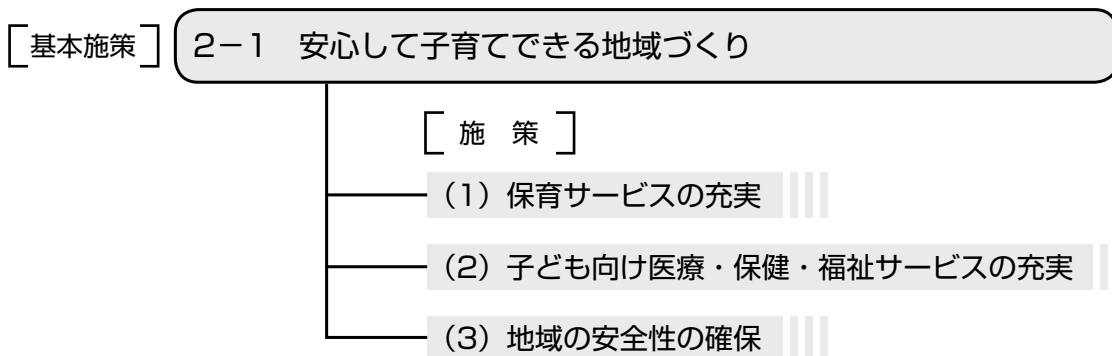 基本施策 2－1 安心して子育てできる地域づくり
施 策
（1）保育サービスの充実
（2）子ども向け医療・保健・福祉サービスの充実
（3）地域の安全性の確保